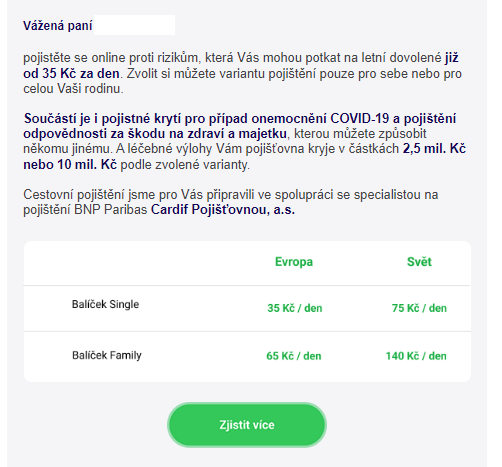 Vážená paní
pojistěte se online proti rizikům, která Vás mohou potkat na letní dovolené již
od 35 Kč za den. Zvolit si můžete variantu pojištění pouze pro sebe nebo pro
celou Vaši rodinu.
Součástí je i pojistné krytí pro případ onemocnění COVID-19 a pojištění
odpovědnosti za škodu na zdraví a majetku, kterou můžete způsobit
někomu jinému. A léčebné výlohy Vám pojišťovna kryje v částkách 2,5 mil. Kč
nebo 10 mil. Kč podle zvolené varianty.
Cestovní pojištění jsme pro Vás připravili ve spolupráci se specialistou na
pojištění BNP Paribas Cardif Pojišťovnou, a.s.
Evropa Svět
Balíček Single 35 Kč / den 75 Kč / den
Balíček Family 65 Kč / den 140 Kč / den
Zjistit více